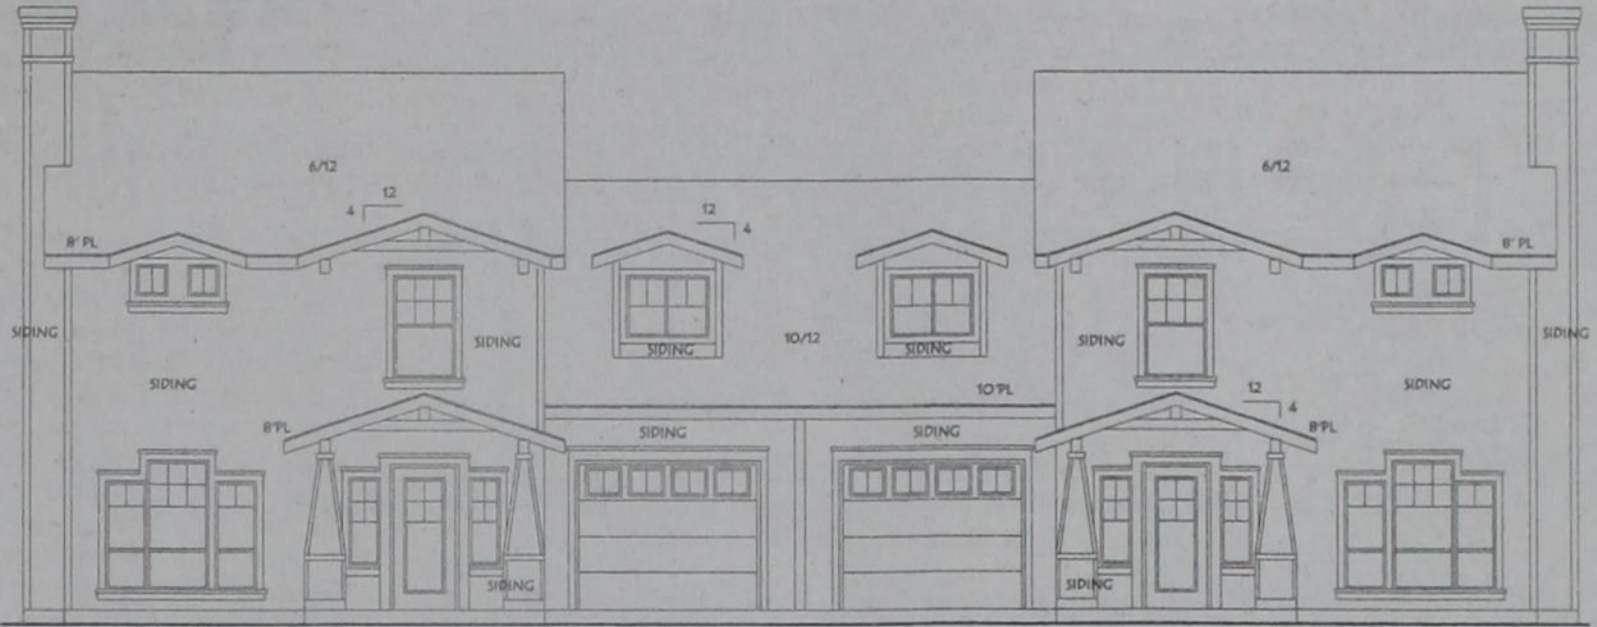 6/12
6/12
12
4
12
4
8' PL
8' PL
SIDING
SIDING
10/12
SIDING
SIDING
SIDING
SIDING
SIDING
SIDING
SIDING
10'PL
12
4
8'PL
SIDING
SIDING
8'PL
SIDING
SIDING